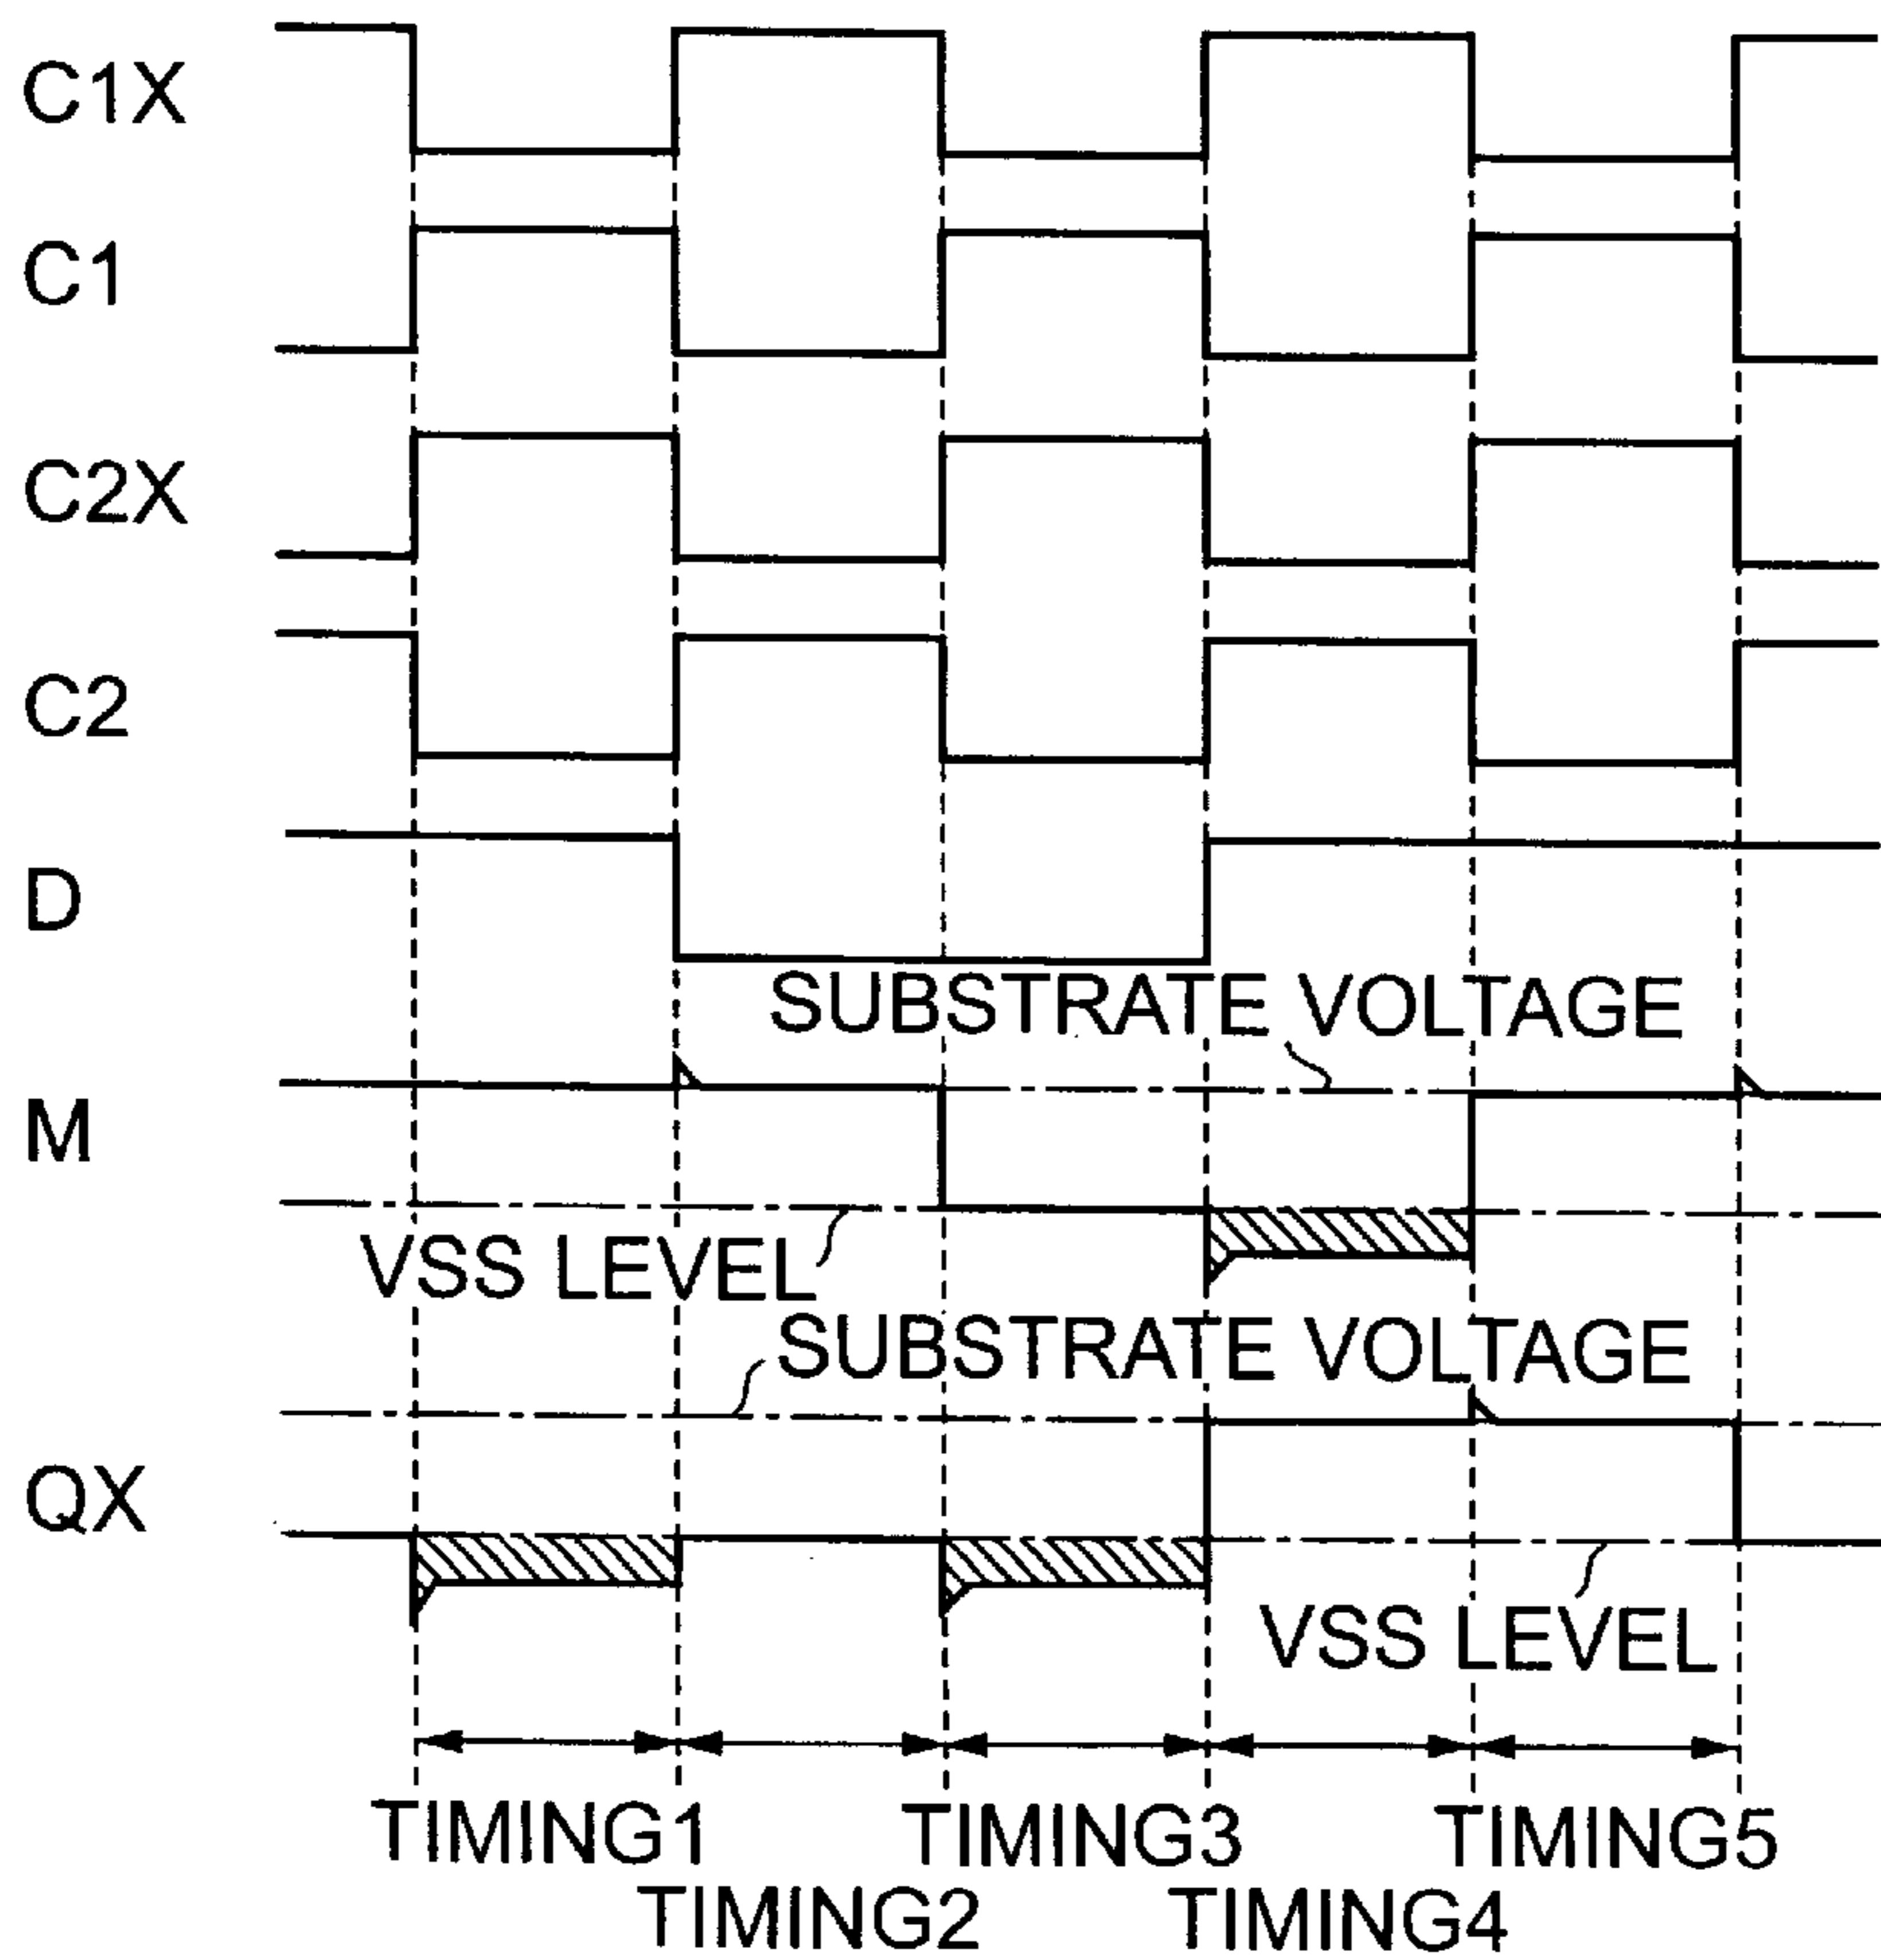 C1X
C1
C2X
C2
D
SUBSTRATE VOLTAGE
M
VSS LEVEL
SUBSTRATE VOLTAGE
QX
VSS LEVEL
TIMING1
TIMING3
TIMING5
TIMING2
TIMING4